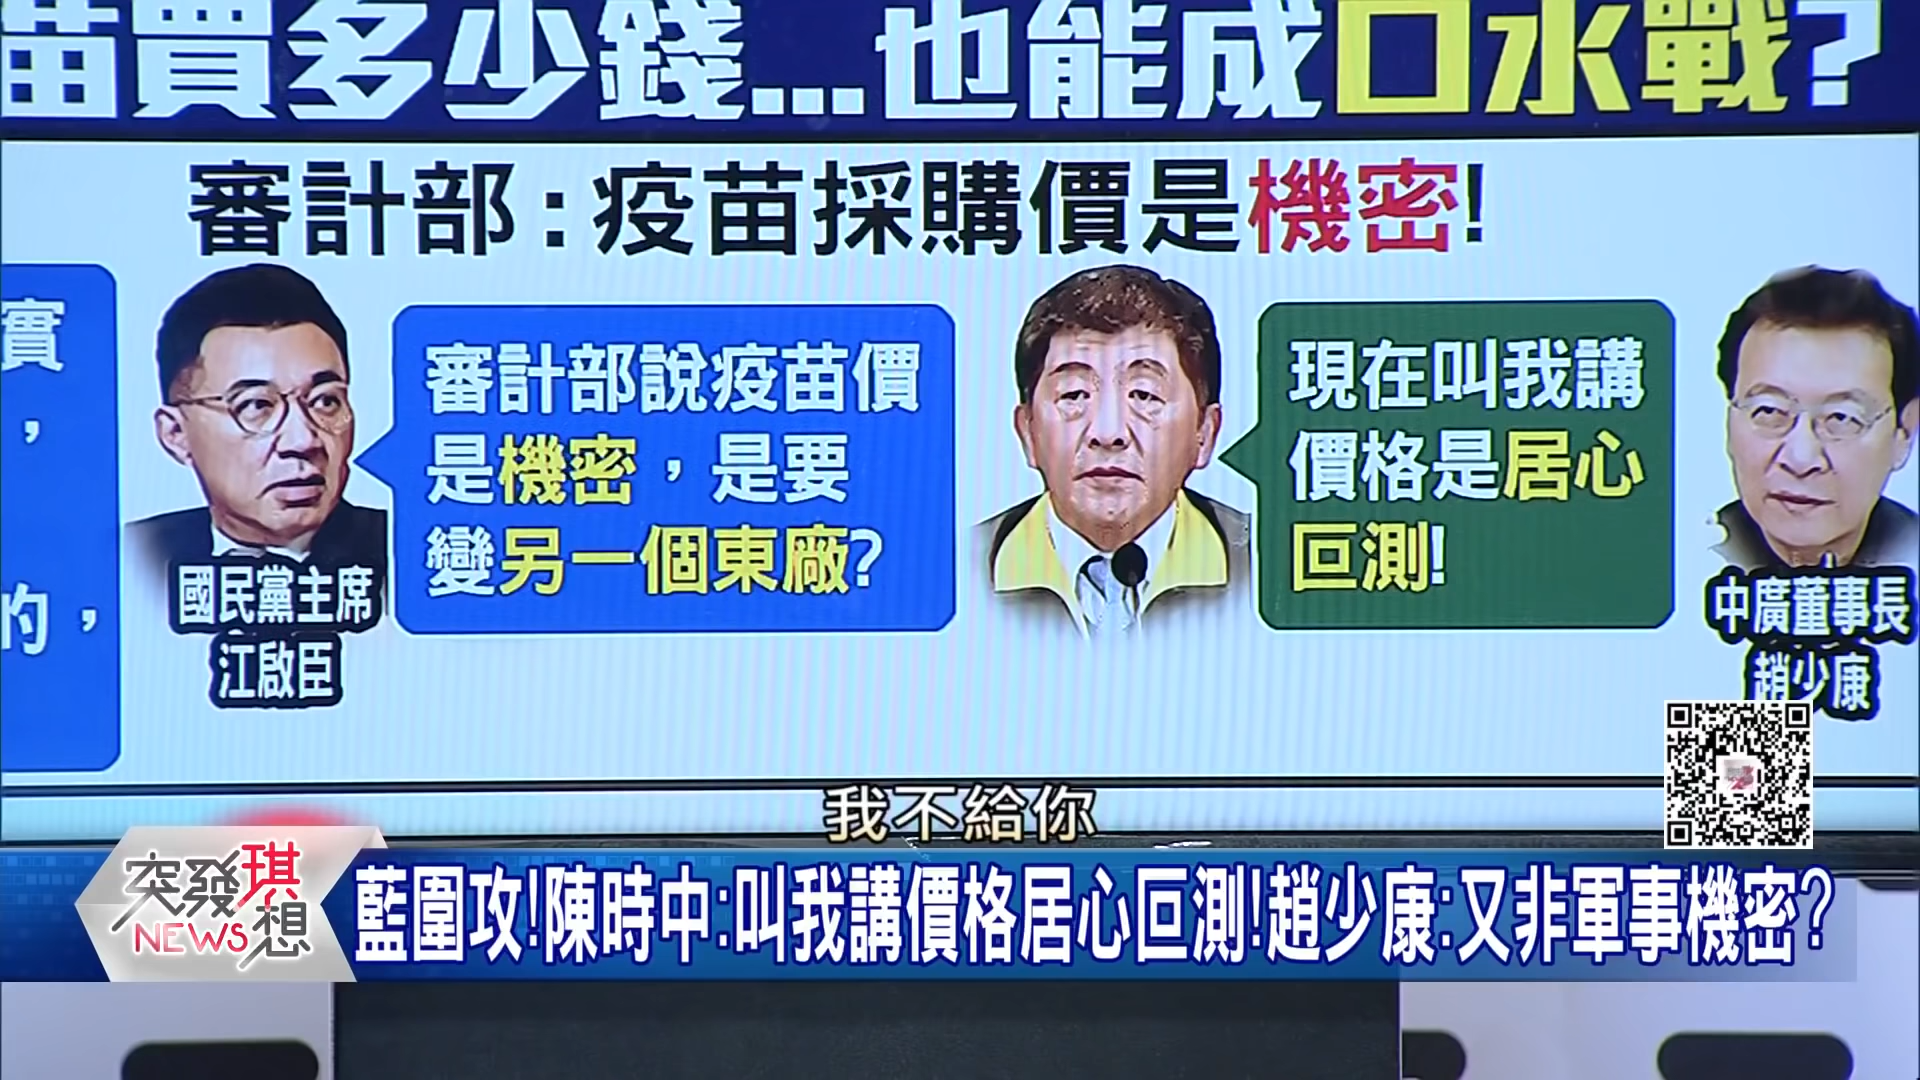 苗買多少錢...也能成口水戰?
審計部:疫苗採購價是機密!
實
,
的,
國民黨主席
江啟臣
審計部說疫苗價
是機密,是要
變另一個東廠?
現在叫我講
價格是居心
叵測!
中廣董事長
趙少康
我不給你
突發琪想
NEWS
藍圍攻!陳時中:叫我講價格居心叵測!趙少康:又非軍事機密?